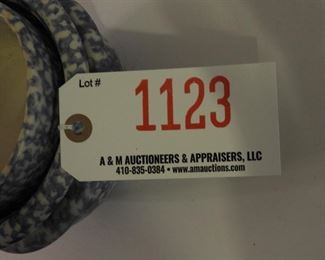 Lot #
1123
A & M AUCTIONEERS & APPRAISERS, LLC
410-835-0384 • www.amauctions.com